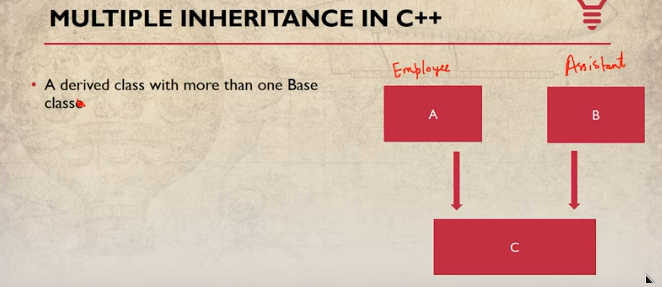 MULTIPLE INHERITANCE IN C++
• A derived class with more than one Base
classe
Employee
Assistant
A
B
C